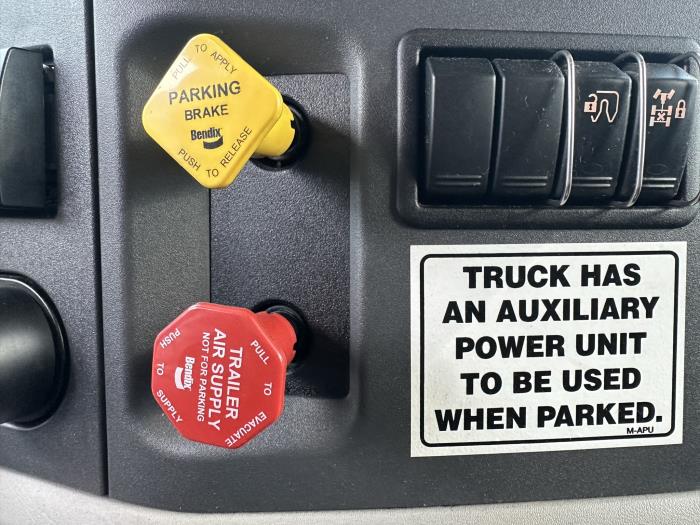 PULL TO APPLY
PARKING
BRAKE
Bendix
PUSH TO RELEASE
PULL TO EVACUATE
TRAILER
AIR SUPPLY
NOT FOR PARKING
Bendix
PUSH TO SUPPLY
TRUCK HAS
AN AUXILIARY
POWER UNIT
TO BE USED
WHEN PARKED.
M-APU